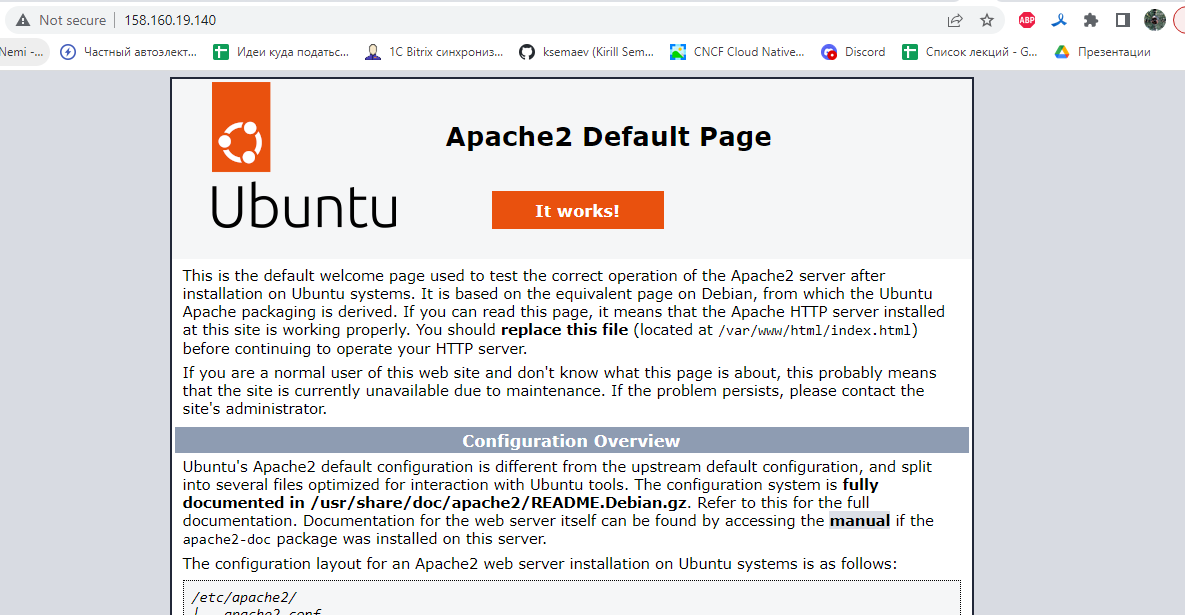 Not secure 158.160.19.140
ABP
Nemi -... Частный автоэлект... Идеи куда податьс... 1C Bitrix синхрониз... ksemaev (Kirill Sem... CNCF Cloud Native... Discord Список лекций - G... Презентации
Apache2 Default Page
Ubuntu
It works!
This is the default welcome page used to test the correct operation of the Apache2 server after
installation on Ubuntu systems. It is based on the equivalent page on Debian, from which the Ubuntu
Apache packaging is derived. If you can read this page, it means that the Apache HTTP server installed
at this site is working properly. You should replace this file (located at /var/www/html/index.html)
before continuing to operate your HTTP server.
If you are a normal user of this web site and don't know what this page is about, this probably means
that the site is currently unavailable due to maintenance. If the problem persists, please contact the
site's administrator.
Configuration Overview
Ubuntu's Apache2 default configuration is different from the upstream default configuration, and split
into several files optimized for interaction with Ubuntu tools. The configuration system is fully
documented in /usr/share/doc/apache2/README.Debian.gz. Refer to this for the full
documentation. Documentation for the web server itself can be found by accessing the manual if the
apache2-doc package was installed on this server.
The configuration layout for an Apache2 web server installation on Ubuntu systems is as follows:
/etc/apache2/
|-- apache2.conf